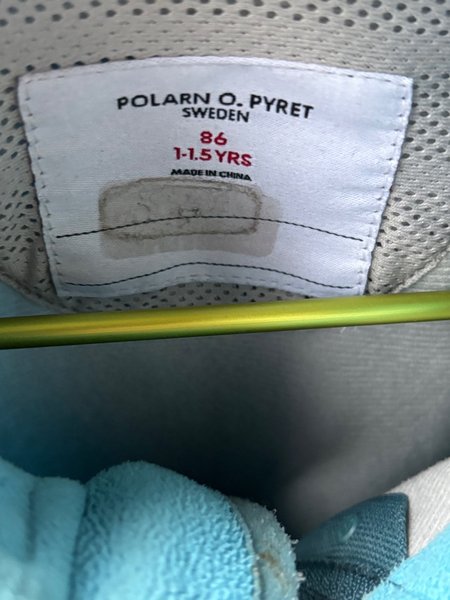 POLARN O. PYRET
SWEDEN
86
1-1.5 YRS
MADE IN CHINA